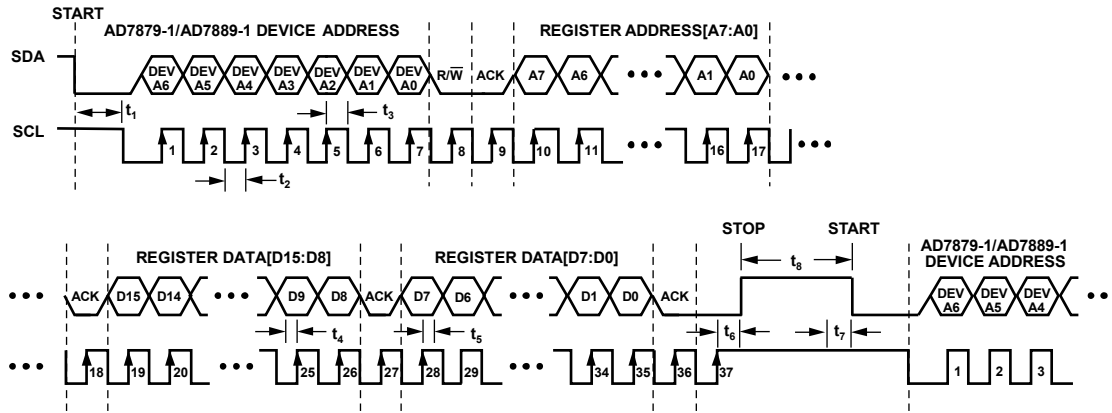 START
AD7879-1/AD7889-1 DEVICE ADDRESS
REGISTER ADDRESS[A7:A0]
SDA
DEV A6
DEV A5
DEV A4
DEV A3
DEV A2
DEV A1
DEV A0
R/W̅
ACK
A7
A6
A1
A0
t1
t3
SCL
1
2
3
4
5
6
7
8
9
10
11
16
17
t2
STOP
START
REGISTER DATA[D15:D8]
REGISTER DATA[D7:D0]
t8
AD7879-1/AD7889-1
DEVICE ADDRESS
ACK
D15
D14
D9
D8
ACK
D7
D6
D1
D0
ACK
DEV A6
DEV A5
DEV A4
t4
t5
t6
t7
18
19
20
25
26
27
28
29
34
35
36
37
1
2
3